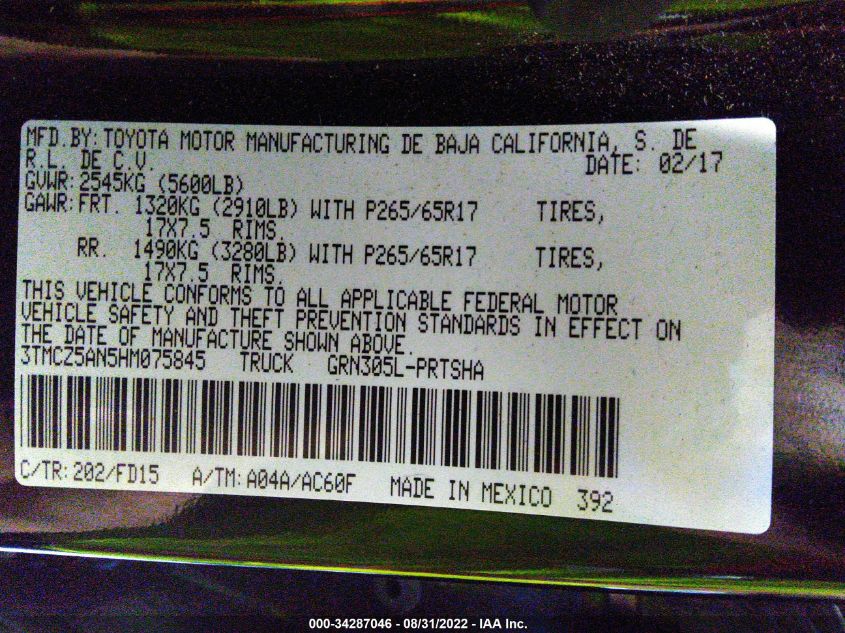 MFD.BY:TOYOTA MOTOR MANUFACTURING DE BAJA CALIFORNIA, S. DE
R.L. DE C.V. DATE: 02/17
GVWR:2545KG (5600LB)
GAWR:FRT. 1320KG (2910LB) WITH P265/65R17 TIRES,
17X7.5 RIMS.
RR. 1490KG (3280LB) WITH P265/65R17 TIRES,
17X7.5 RIMS.
THIS VEHICLE CONFORMS TO ALL APPLICABLE FEDERAL MOTOR
VEHICLE SAFETY AND THEFT PREVENTION STANDARDS IN EFFECT ON
THE DATE OF MANUFACTURE SHOWN ABOVE.
3TMCZ5AN5HM075845 TRUCK GRN305L-PRTSHA
C/TR:202/FD15 A/TM:A04A/AC60F MADE IN MEXICO 392
000-34287046 - 08/31/2022 - IAA Inc.